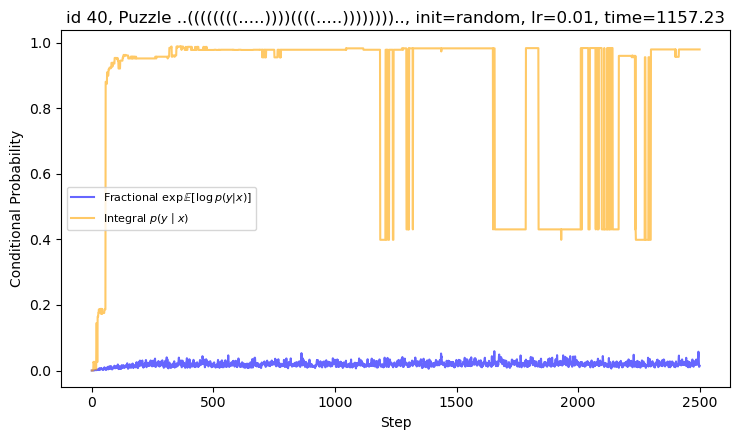 id 40, Puzzle ..((((((((.....))))((((.....)))))))).., init=random, lr=0.01, time=1157.23
Conditional Probability
1.0
0.8
0.6
0.4
0.2
0.0
Fractional exp𝔼[log p(y|x)]
Integral p(y | x)
0 500 1000 1500 2000 2500
Step